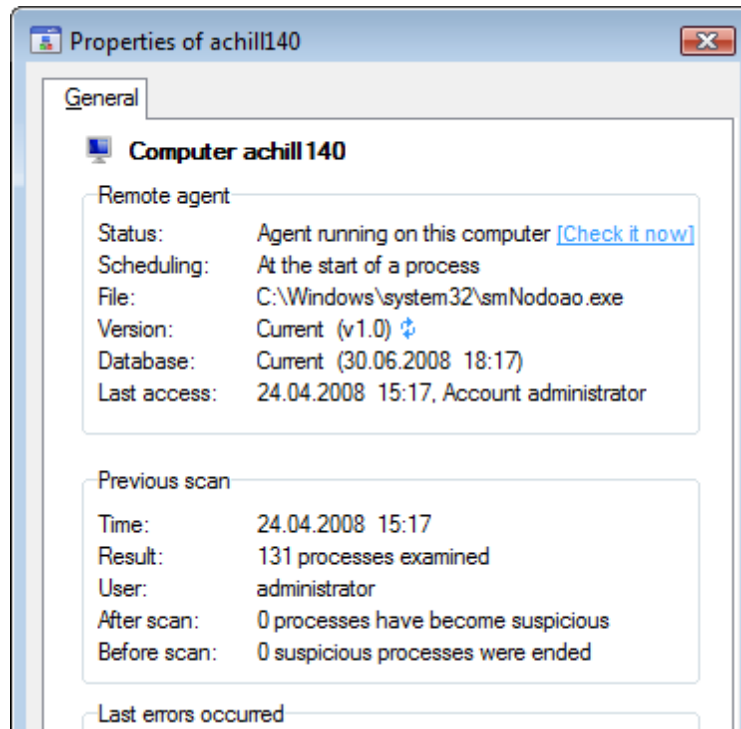 Properties of achill140
General
Computer achill140
Remote agent
Status: Agent running on this computer [Check it now]
Scheduling: At the start of a process
File: C:\Windows\system32\smNodoao.exe
Version: Current (v1.0)
Database: Current (30.06.2008 18:17)
Last access: 24.04.2008 15:17, Account administrator
Previous scan
Time: 24.04.2008 15:17
Result: 131 processes examined
User: administrator
After scan: 0 processes have become suspicious
Before scan: 0 suspicious processes were ended
Last errors occurred